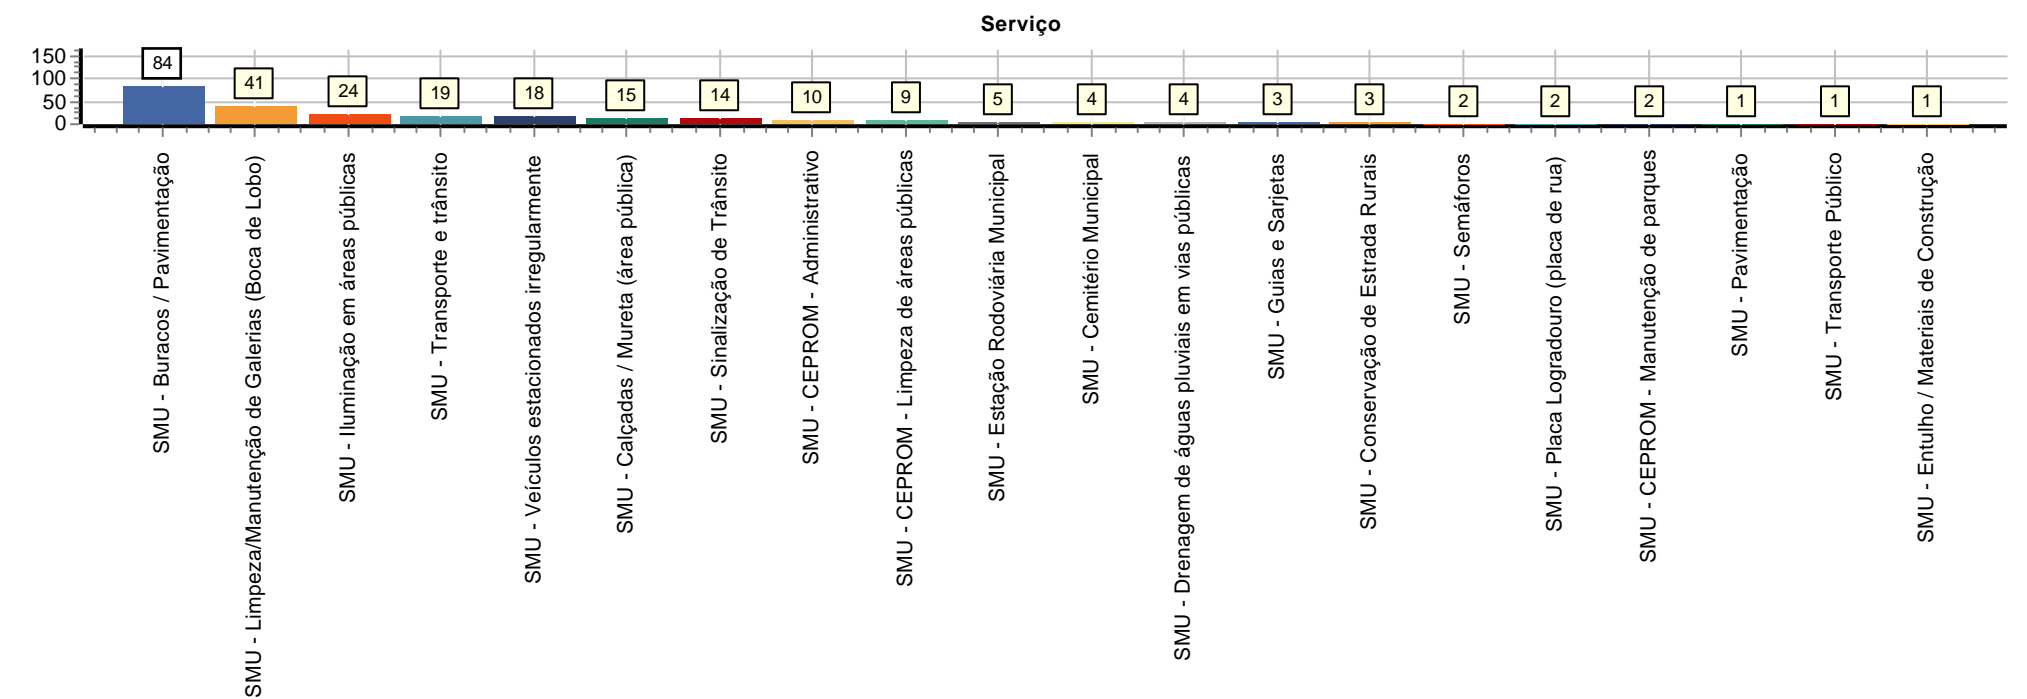 Serviço
150
100
50
0
84
41
24
19
18
15
14
10
9
5
4
4
3
3
2
2
2
1
1
1
SMU - Buracos / Pavimentação
SMU - Limpeza/Manutenção de Galerias (Boca de Lobo)
SMU - Iluminação em áreas públicas
SMU - Transporte e trânsito
SMU - Veículos estacionados irregularmente
SMU - Calçadas / Mureta (área pública)
SMU - Sinalização de Trânsito
SMU - CEPROM - Administrativo
SMU - CEPROM - Limpeza de áreas públicas
SMU - Estação Rodoviária Municipal
SMU - Cemitério Municipal
SMU - Drenagem de águas pluviais em vias públicas
SMU - Guias e Sarjetas
SMU - Conservação de Estrada Rurais
SMU - Semáforos
SMU - Placa Logradouro (placa de rua)
SMU - CEPROM - Manutenção de parques
SMU - Pavimentação
SMU - Transporte Público
SMU - Entulho / Materiais de Construção